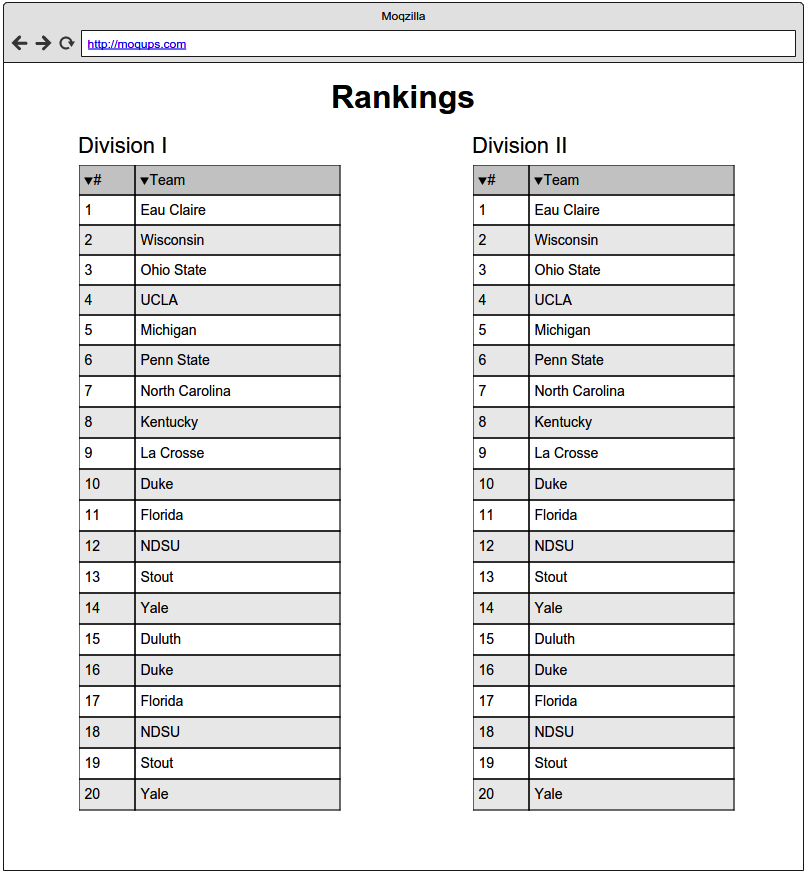 Moqzilla
http://moqups.com
Rankings
Division I
▼# ▼Team
1 Eau Claire
2 Wisconsin
3 Ohio State
4 UCLA
5 Michigan
6 Penn State
7 North Carolina
8 Kentucky
9 La Crosse
10 Duke
11 Florida
12 NDSU
13 Stout
14 Yale
15 Duluth
16 Duke
17 Florida
18 NDSU
19 Stout
20 Yale
Division II
▼# ▼Team
1 Eau Claire
2 Wisconsin
3 Ohio State
4 UCLA
5 Michigan
6 Penn State
7 North Carolina
8 Kentucky
9 La Crosse
10 Duke
11 Florida
12 NDSU
13 Stout
14 Yale
15 Duluth
16 Duke
17 Florida
18 NDSU
19 Stout
20 Yale